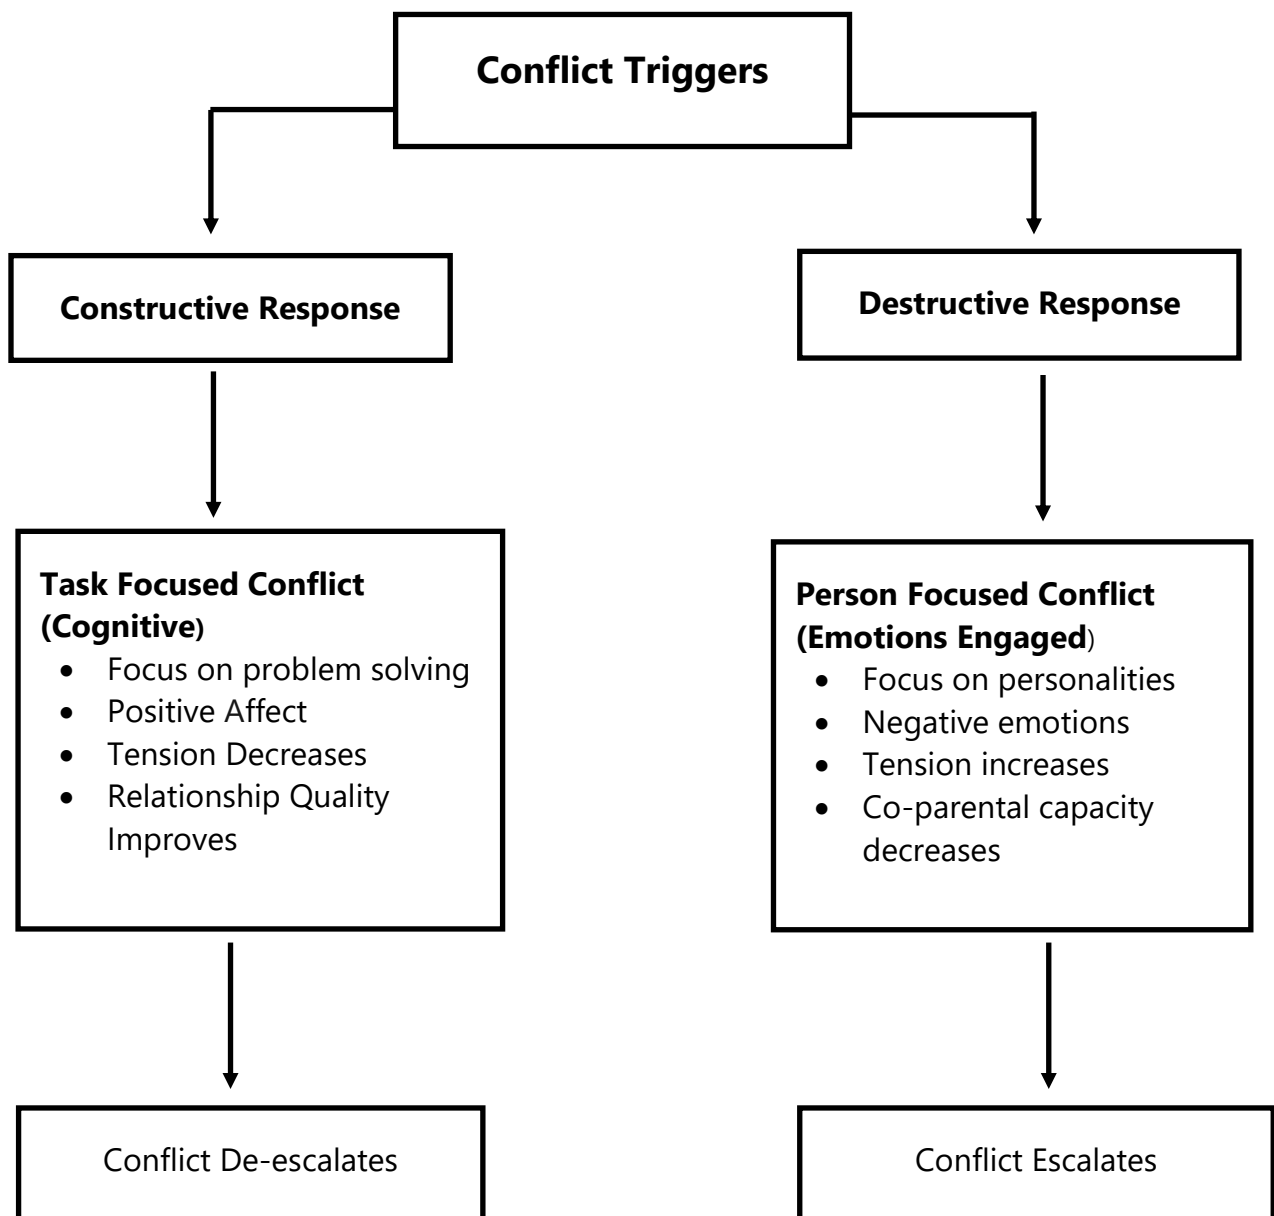 Conflict Triggers
Constructive Response
Destructive Response
Task Focused Conflict
(Cognitive)
• Focus on problem solving
• Positive Affect
• Tension Decreases
• Relationship Quality
Improves
Person Focused Conflict
(Emotions Engaged)
• Focus on personalities
• Negative emotions
• Tension increases
• Co-parental capacity
decreases
Conflict De-escalates
Conflict Escalates